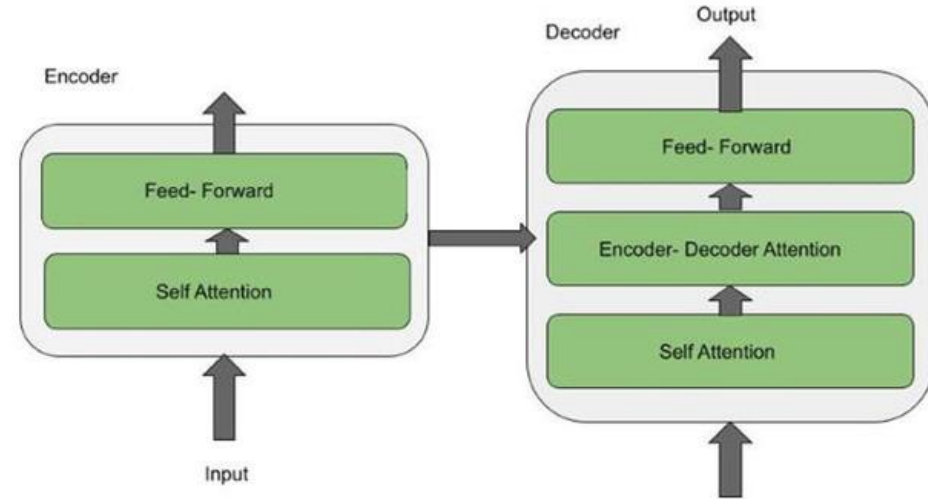 Encoder
Feed- Forward
Self Attention
Input
Output
Decoder
Feed- Forward
Encoder- Decoder Attention
Self Attention